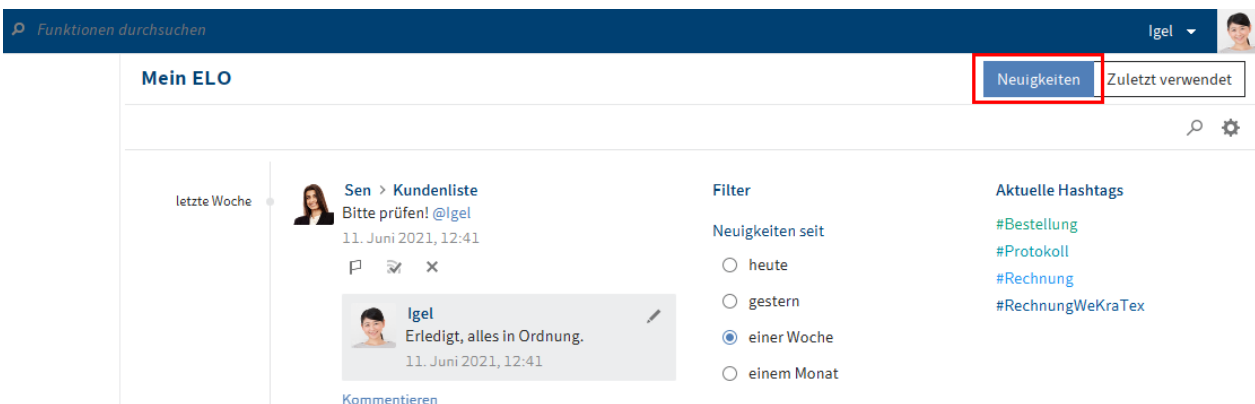 Funktionen durchsuchen
Igel
Mein ELO
Neuigkeiten
Zuletzt verwendet
letzte Woche
Sen > Kundenliste
Bitte prüfen! @Igel
11. Juni 2021, 12:41
Igel
Erledigt, alles in Ordnung.
11. Juni 2021, 12:41
Kommentieren
Filter
Neuigkeiten seit
heute
gestern
einer Woche
einem Monat
Aktuelle Hashtags
#Bestellung
#Protokoll
#Rechnung
#RechnungWeKraTex